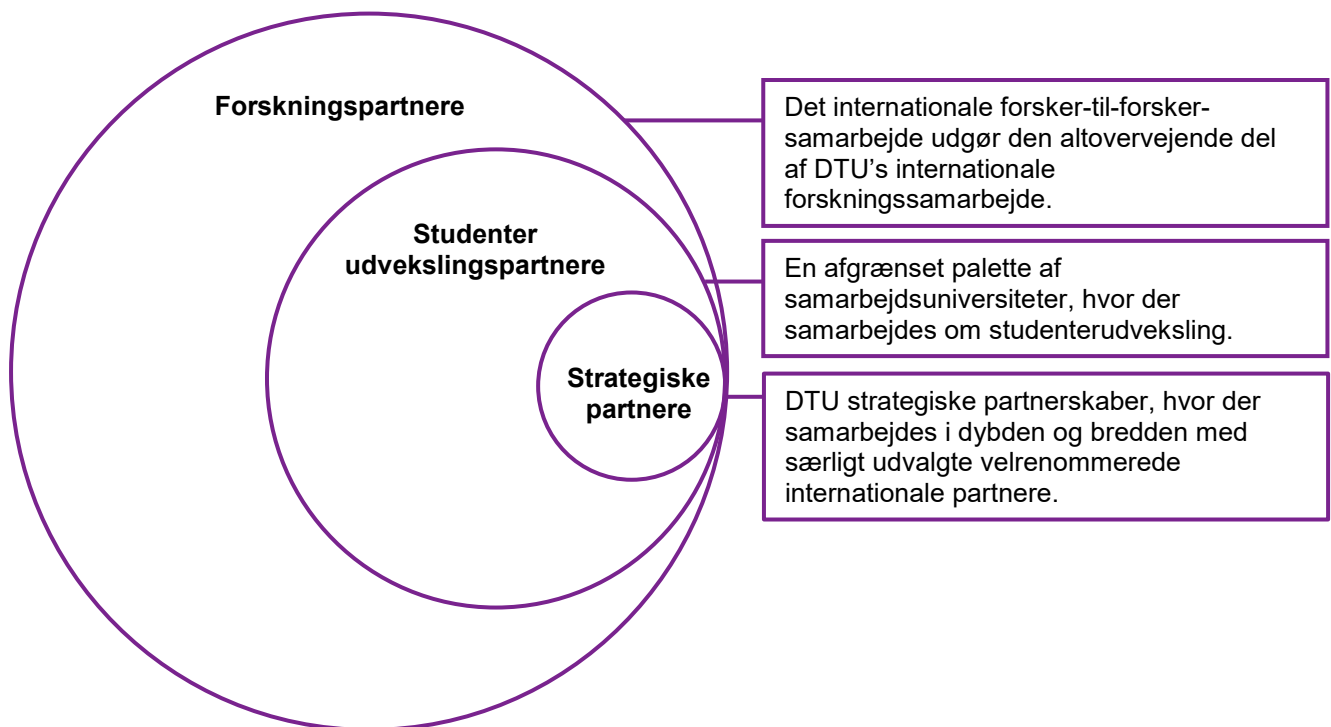 Forskningspartnere
Det internationale forsker-til-forsker-
samarbejde udgør den altovervejende del
af DTU’s internationale
forskningssamarbejde.
Studenter
udvekslingspartnere
En afgrænset palette af
samarbejdsuniversiteter, hvor der
samarbejdes om studenterudveksling.
Strategiske
partnere
DTU strategiske partnerskaber, hvor der
samarbejdes i dybden og bredden med
særligt udvalgte velrenommerede
internationale partnere.